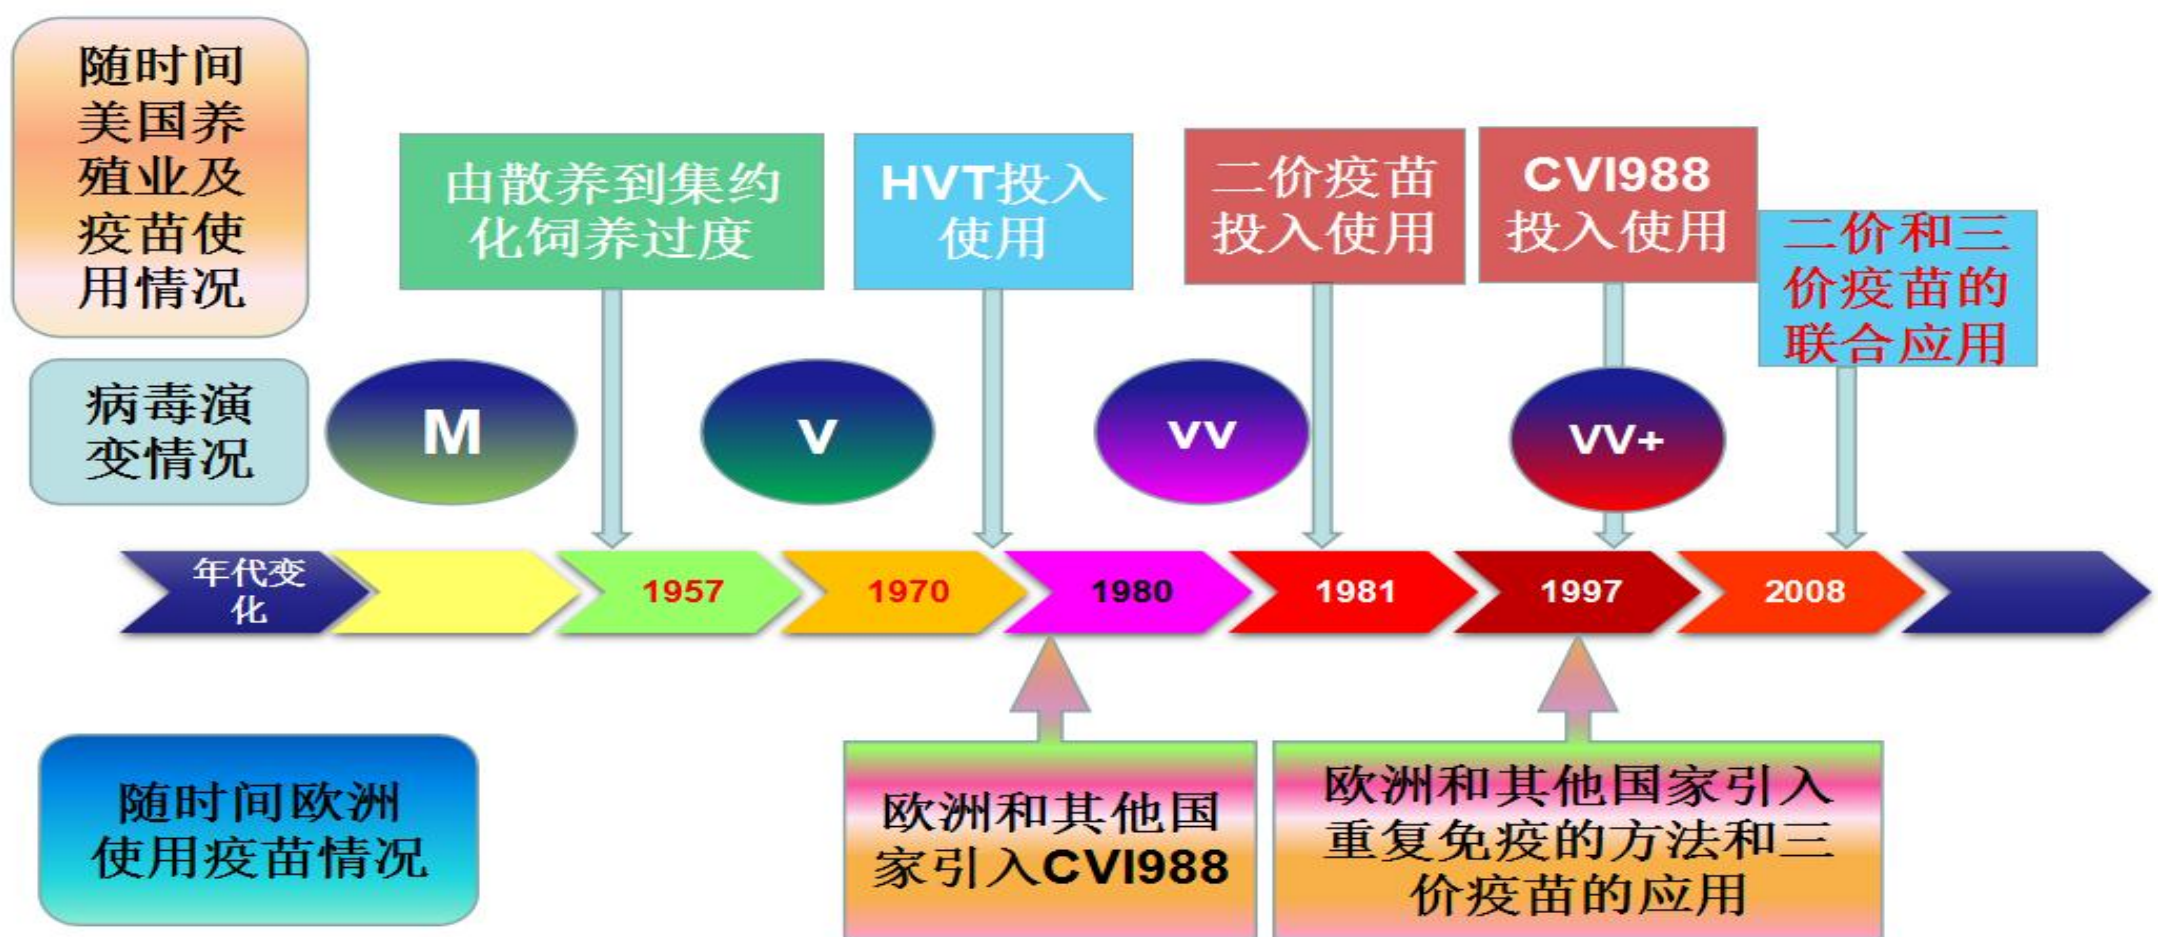 随时间
美国养
殖业及
疫苗使
用情况
由散养到集约
化饲养过度
HVT投入
使用
二价疫苗
投入使用
CVI988
投入使用
二价和三
价疫苗的
联合应用
病毒演
变情况
M
V
VV
VV+
年代变
化
1957
1970
1980
1981
1997
2008
随时间欧洲
使用疫苗情况
欧洲和其他国
家引入CVI988
欧洲和其他国家引入
重复免疫的方法和三
价疫苗的应用